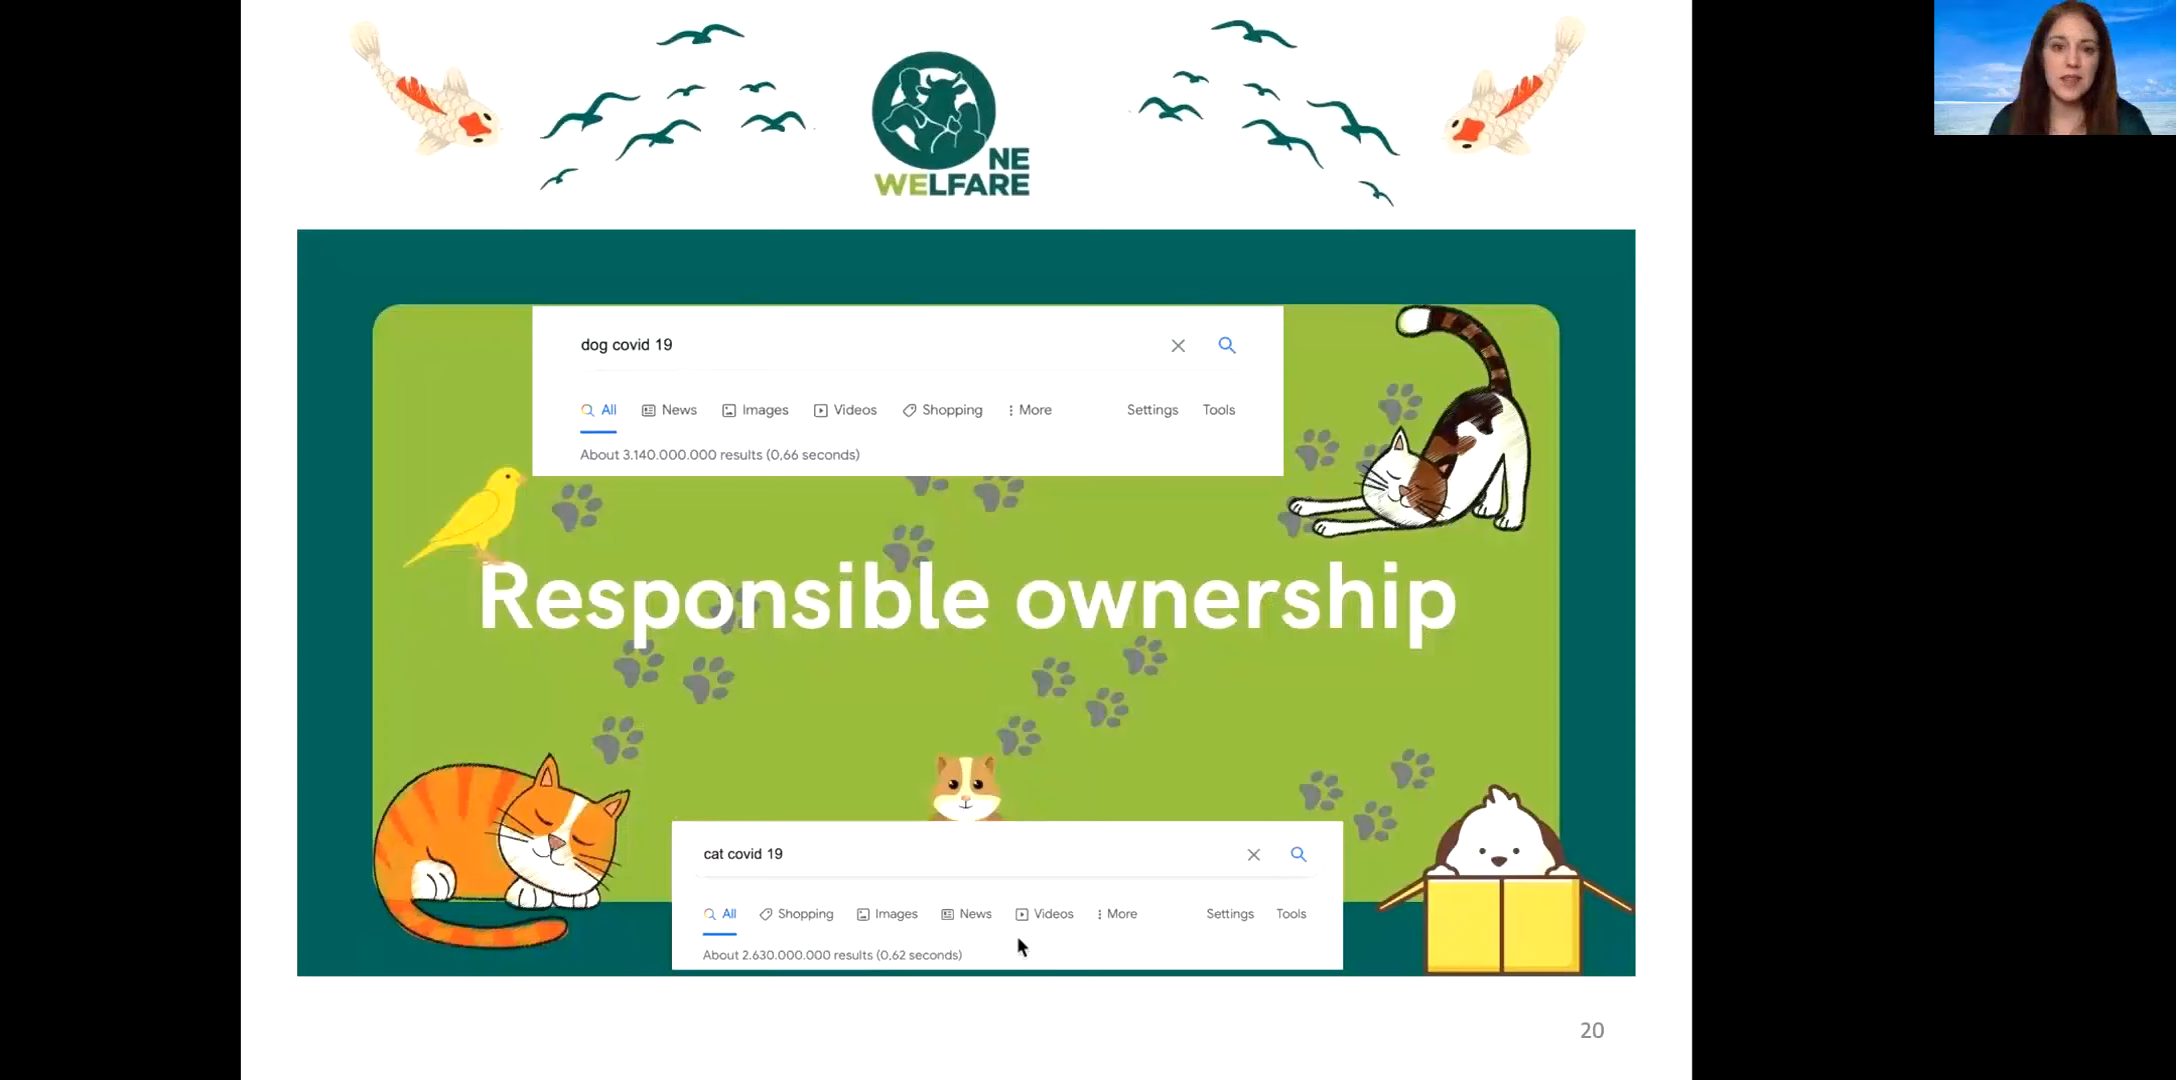 NE
WELFARE
dog covid 19
All News Images Videos Shopping More Settings Tools
About 3.140.000.000 results (0,66 seconds)
Responsible ownership
cat covid 19
All Shopping Images News Videos More Settings Tools
About 2.630.000.000 results (0,62 seconds)
20